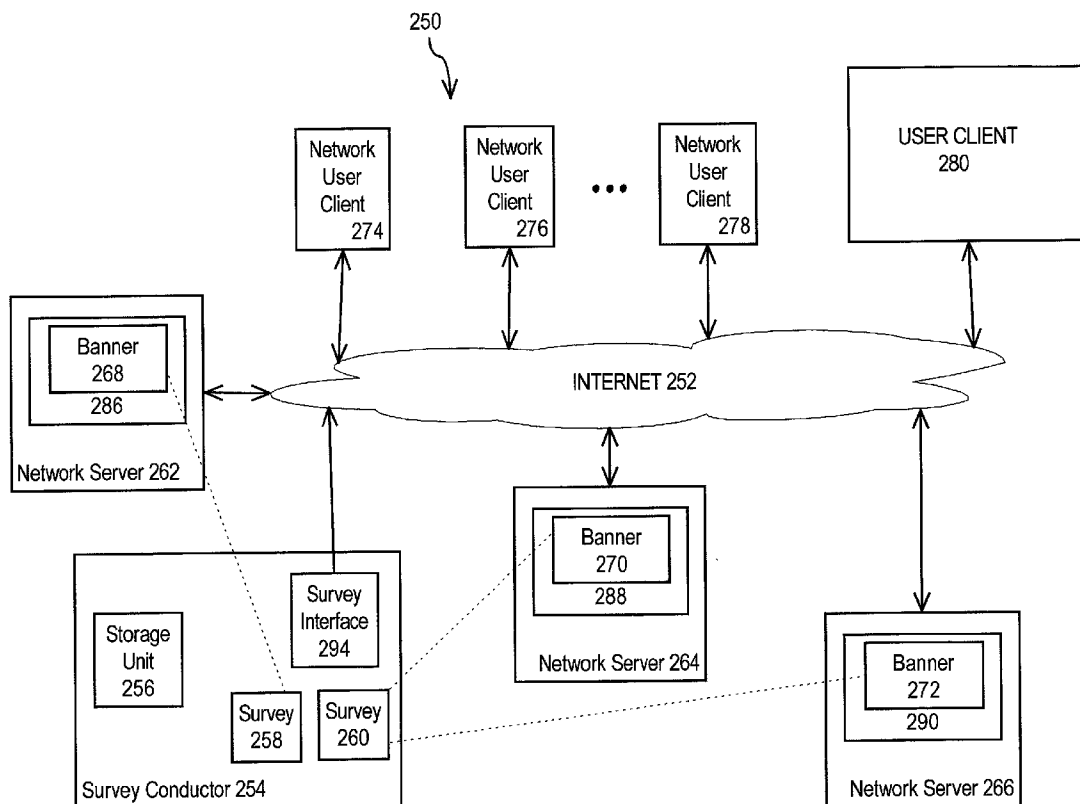 250
Network
User
Client
274
Network
User
Client
276
Network
User
Client
278
USER CLIENT
280
Banner
268
286
Network Server 262
INTERNET 252
Banner
270
288
Network Server 264
Survey
Interface
294
Storage
Unit
256
Survey
258
Survey
260
Survey Conductor 254
Banner
272
290
Network Server 266